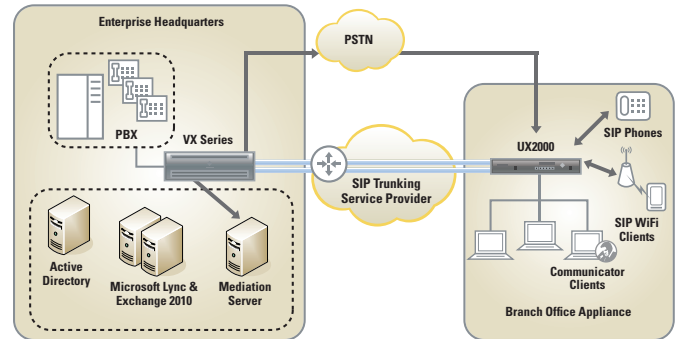 Enterprise Headquarters
PSTN
PBX
VX Series
UX2000
SIP Phones
SIP Trunking
Service Provider
SIP WiFi
Clients
Active
Directory
Microsoft Lync &
Exchange 2010
Mediation
Server
Communicator
Clients
Branch Office Appliance